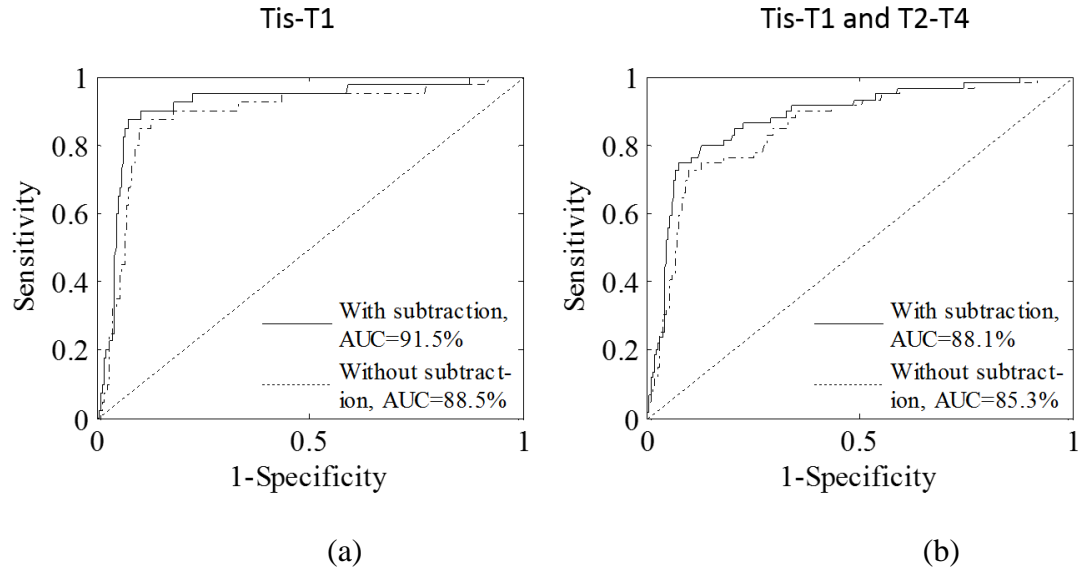 Tis-T1
1
0.8
0.6
0.4
0.2
0
Sensitivity
With subtraction,
AUC=91.5%
Without subtract-
ion, AUC=88.5%
0
0.5
1
1-Specificity
(a)
Tis-T1 and T2-T4
1
0.8
0.6
0.4
0.2
0
Sensitivity
With subtraction,
AUC=88.1%
Without subtract-
ion, AUC=85.3%
0
0.5
1
1-Specificity
(b)